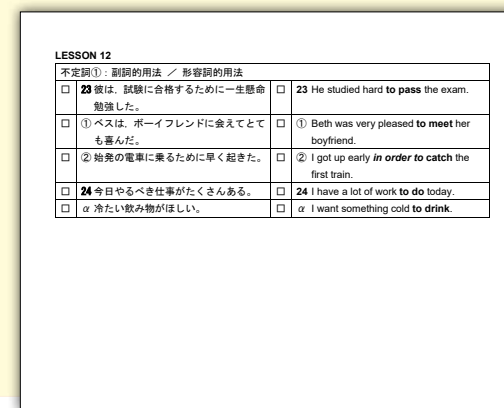 LESSON 12
不定詞①：副詞的用法 ／ 形容詞的用法
□ 23 彼は，試験に合格するために一生懸命
勉強した。
□ 23 He studied hard to pass the exam.
□ ① ベスは，ボーイフレンドに会えてとて
も喜んだ。
□ ① Beth was very pleased to meet her
boyfriend.
□ ② 始発の電車に乗るために早く起きた。
□ ② I got up early in order to catch the
first train.
□ 24 今日やるべき仕事がたくさんある。
□ 24 I have a lot of work to do today.
□ α 冷たい飲み物がほしい。
□ α I want something cold to drink.